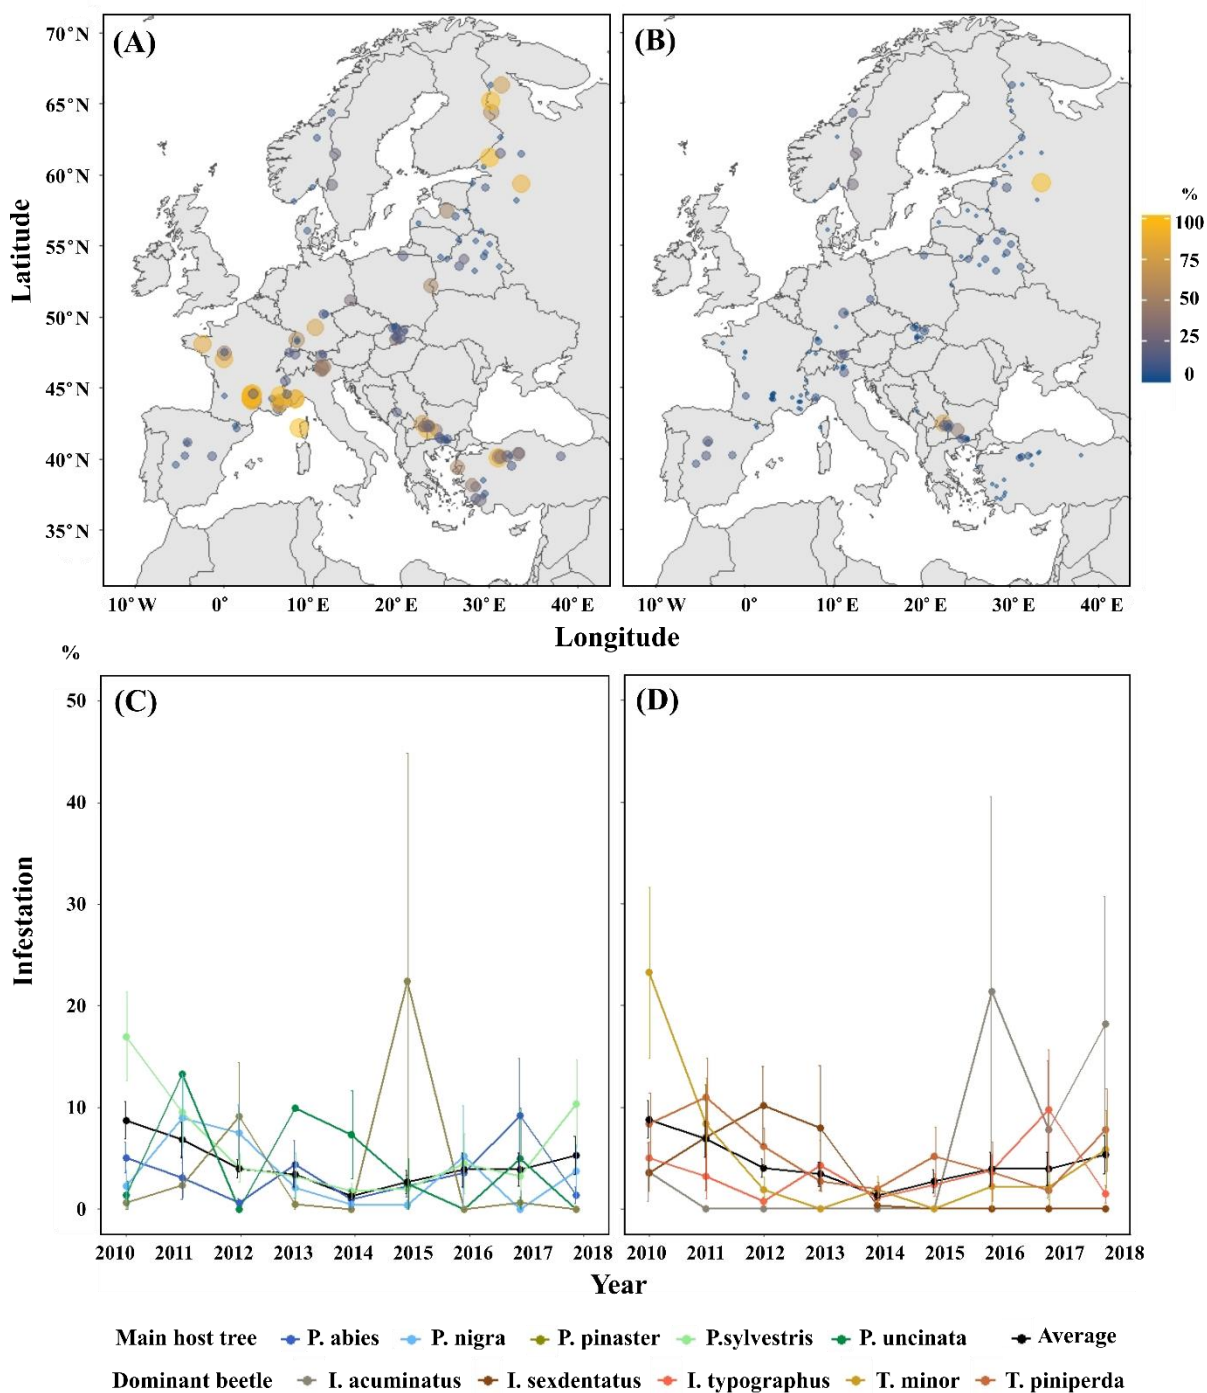 (A)
(B)
70°N
65°N
60°N
55°N
50°N
45°N
40°N
35°N
Latitude
%
100
75
50
25
0
10°W 0° 10°E 20°E 30°E 40°E
10°W 0° 10°E 20°E 30°E 40°E
Longitude
%
(C)
(D)
50
40
30
20
10
0
Infestation
2010 2011 2012 2013 2014 2015 2016 2017 2018
2010 2011 2012 2013 2014 2015 2016 2017 2018
Year
Main host tree P. abies P. nigra P. pinaster P.sylvestris P. uncinata Average
Dominant beetle I. acuminatus I. sexdentatus I. typographus T. minor T. piniperda